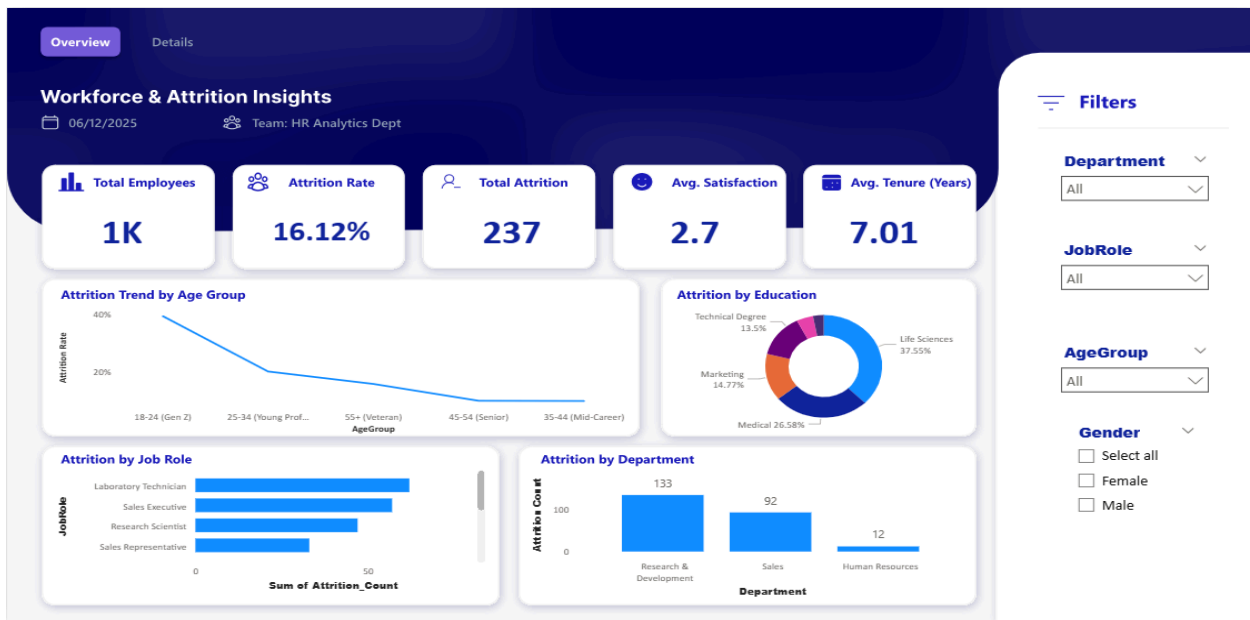 Overview
Details
Workforce & Attrition Insights
06/12/2025
Team: HR Analytics Dept
Total Employees
1K
Attrition Rate
16.12%
Total Attrition
237
Avg. Satisfaction
2.7
Avg. Tenure (Years)
7.01
Attrition Trend by Age Group
Attrition Rate
40%
20%
18-24 (Gen Z)
25-34 (Young Prof...
55+ (Veteran)
45-54 (Senior)
35-44 (Mid-Career)
AgeGroup
Attrition by Education
Technical Degree
13.5%
Life Sciences
37.55%
Marketing
14.77%
Medical 26.58%
Attrition by Job Role
JobRole
Laboratory Technician
Sales Executive
Research Scientist
Sales Representative
0
50
Sum of Attrition_Count
Attrition by Department
Attrition Count
100
0
133
92
12
Research &
Development
Sales
Human Resources
Department
Filters
Department
All
JobRole
All
AgeGroup
All
Gender
Select all
Female
Male